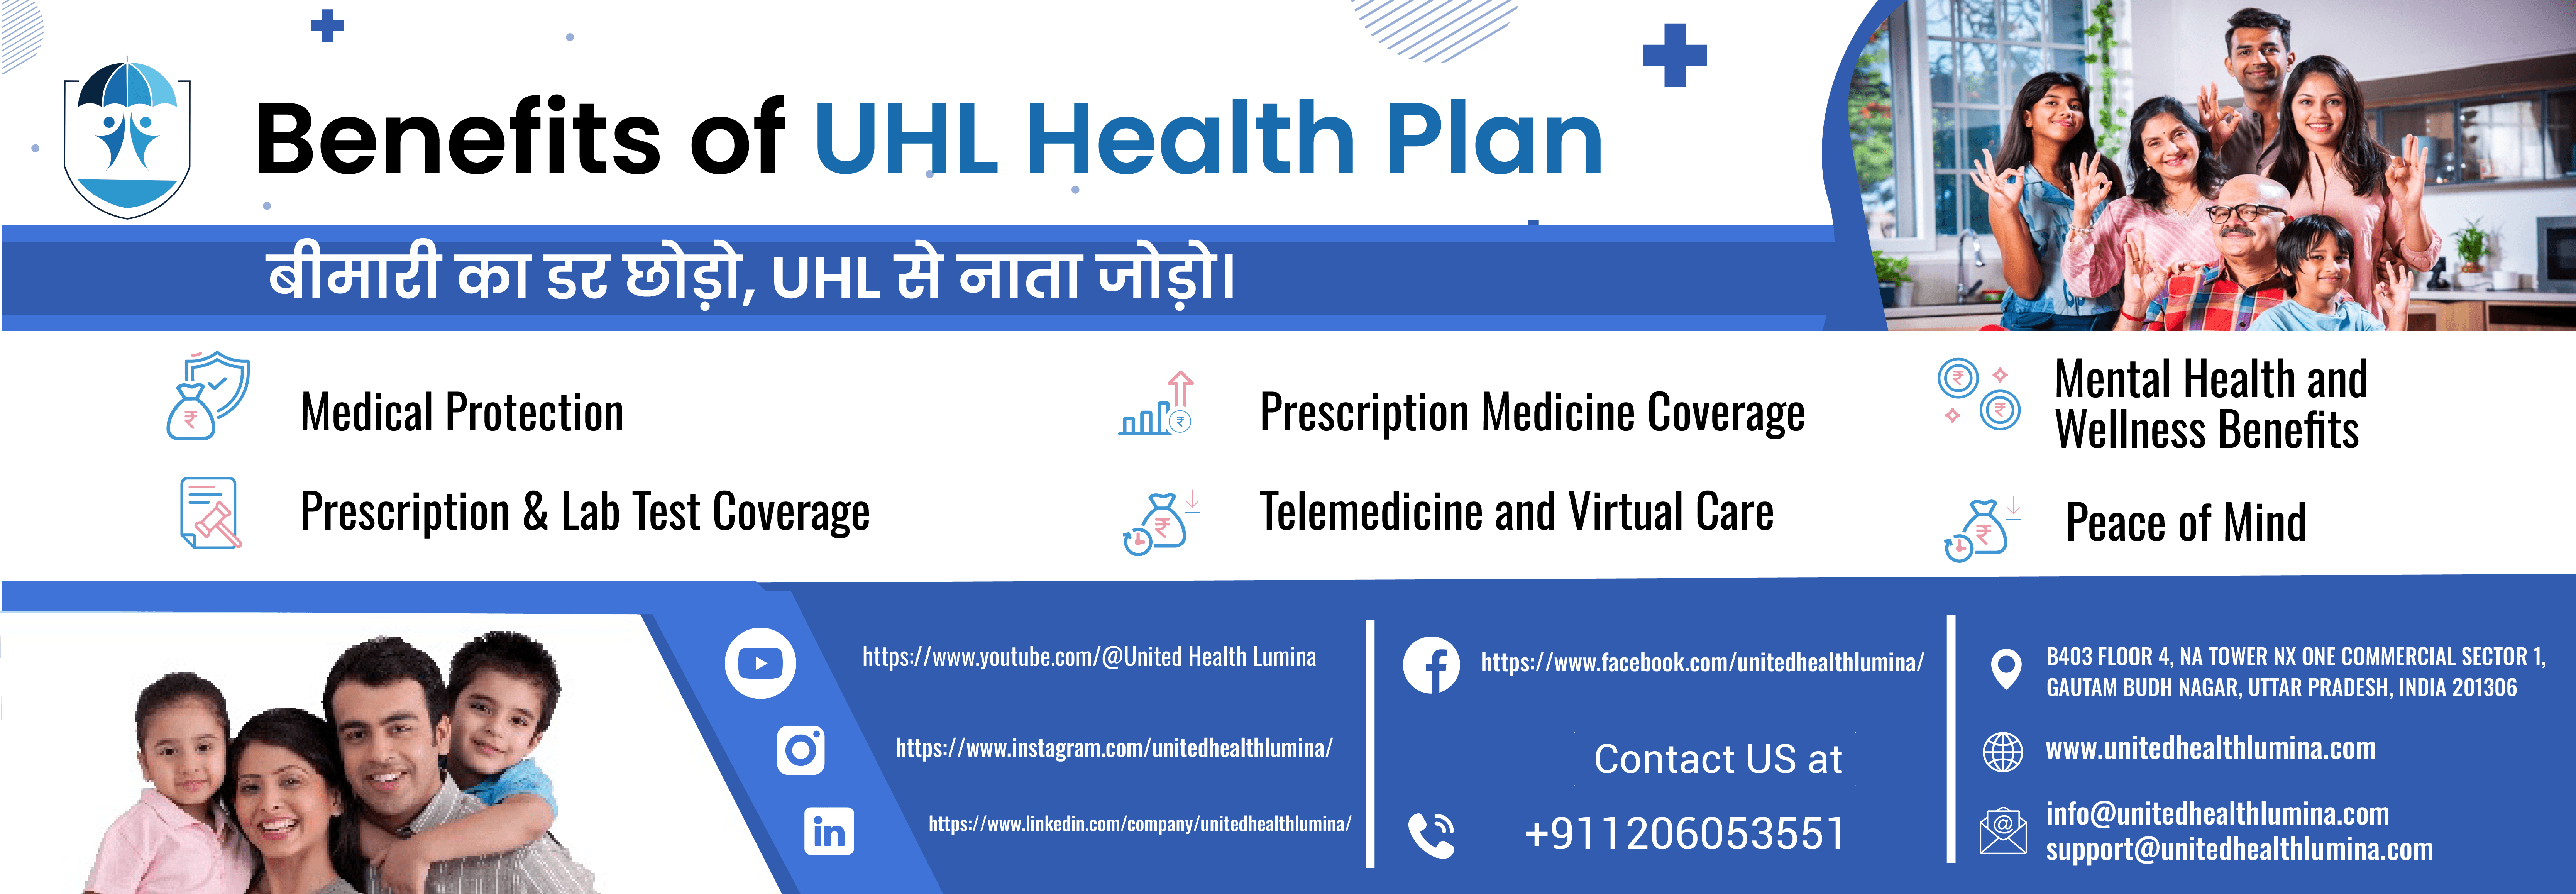 Benefits of UHL Health Plan
बीमारी का डर छोड़ो, UHL से नाता जोड़ो।
Medical Protection
Prescription Medicine Coverage
Mental Health and
Wellness Benefits
Prescription & Lab Test Coverage
Telemedicine and Virtual Care
Peace of Mind
https://www.youtube.com/@United Health Lumina
https://www.instagram.com/unitedhealthlumina/
https://www.linkedin.com/company/unitedhealthlumina/
https://www.facebook.com/unitedhealthlumina/
Contact US at
+911206053551
B403 FLOOR 4, NA TOWER NX ONE COMMERCIAL SECTOR 1,
GAUTAM BUDH NAGAR, UTTAR PRADESH, INDIA 201306
www.unitedhealthlumina.com
info@unitedhealthlumina.com
support@unitedhealthlumina.com